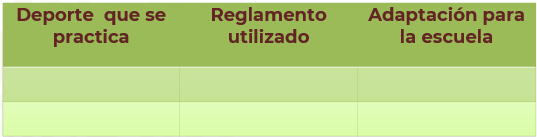 Deporte que se practica
Reglamento utilizado
Adaptación para la escuela